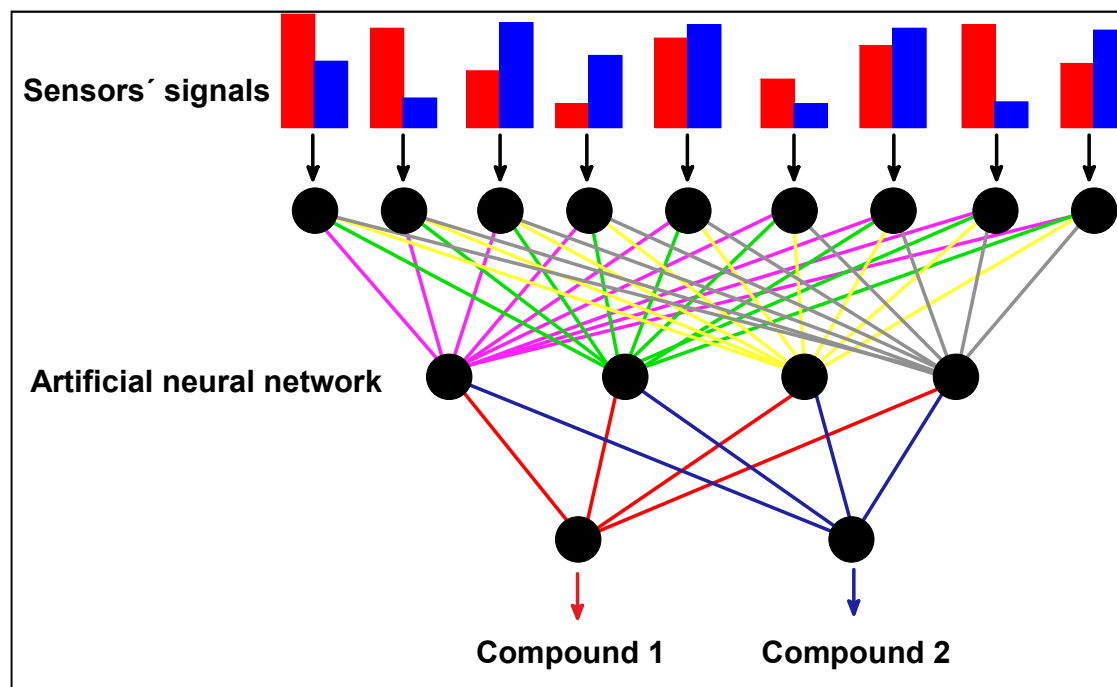 Sensors´ signals
Artificial neural network
Compound 1
Compound 2